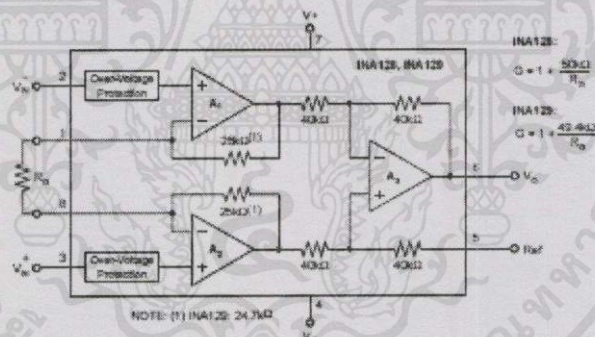 V+
7
INA128, INA129
INA128:
G = 1 + 50kΩ / RG
INA129:
G = 1 + 49.4kΩ / RG
VIN−
2
Over-Voltage
Protection
+
A1
−
40kΩ
40kΩ
1
25kΩ(1)
RG
−
A3
+
6
VO
25kΩ(1)
8
−
A2
+
5
Ref
VIN+
3
Over-Voltage
Protection
40kΩ
40kΩ
4
NOTE: (1) INA129: 24.7kΩ